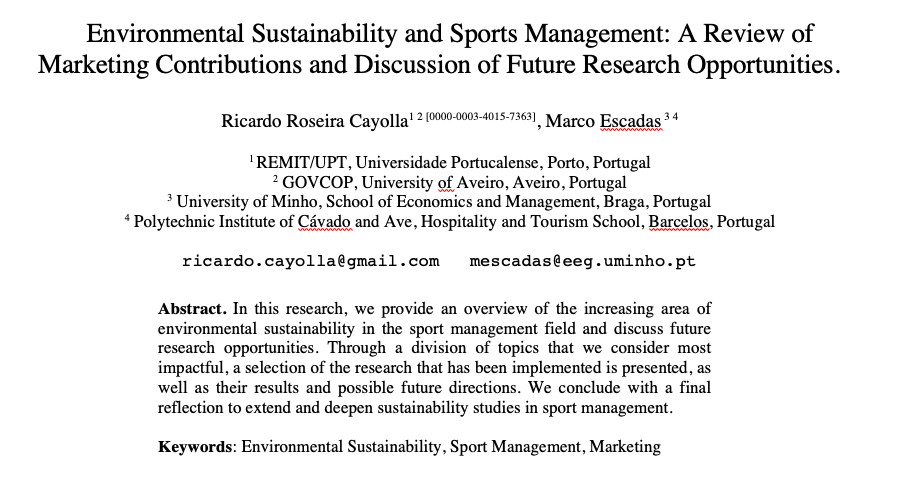 Environmental Sustainability and Sports Management: A Review of
Marketing Contributions and Discussion of Future Research Opportunities.
Ricardo Roseira Cayolla1 2 [0000-0003-4015-7363], Marco Escadas 3 4
1 REMIT/UPT, Universidade Portucalense, Porto, Portugal
2 GOVCOP, University of Aveiro, Aveiro, Portugal
3 University of Minho, School of Economics and Management, Braga, Portugal
4 Polytechnic Institute of Cávado and Ave, Hospitality and Tourism School, Barcelos, Portugal
ricardo.cayolla@gmail.com mescadas@eeg.uminho.pt
Abstract. In this research, we provide an overview of the increasing area of
environmental sustainability in the sport management field and discuss future
research opportunities. Through a division of topics that we consider most
impactful, a selection of the research that has been implemented is presented, as
well as their results and possible future directions. We conclude with a final
reflection to extend and deepen sustainability studies in sport management.
Keywords: Environmental Sustainability, Sport Management, Marketing